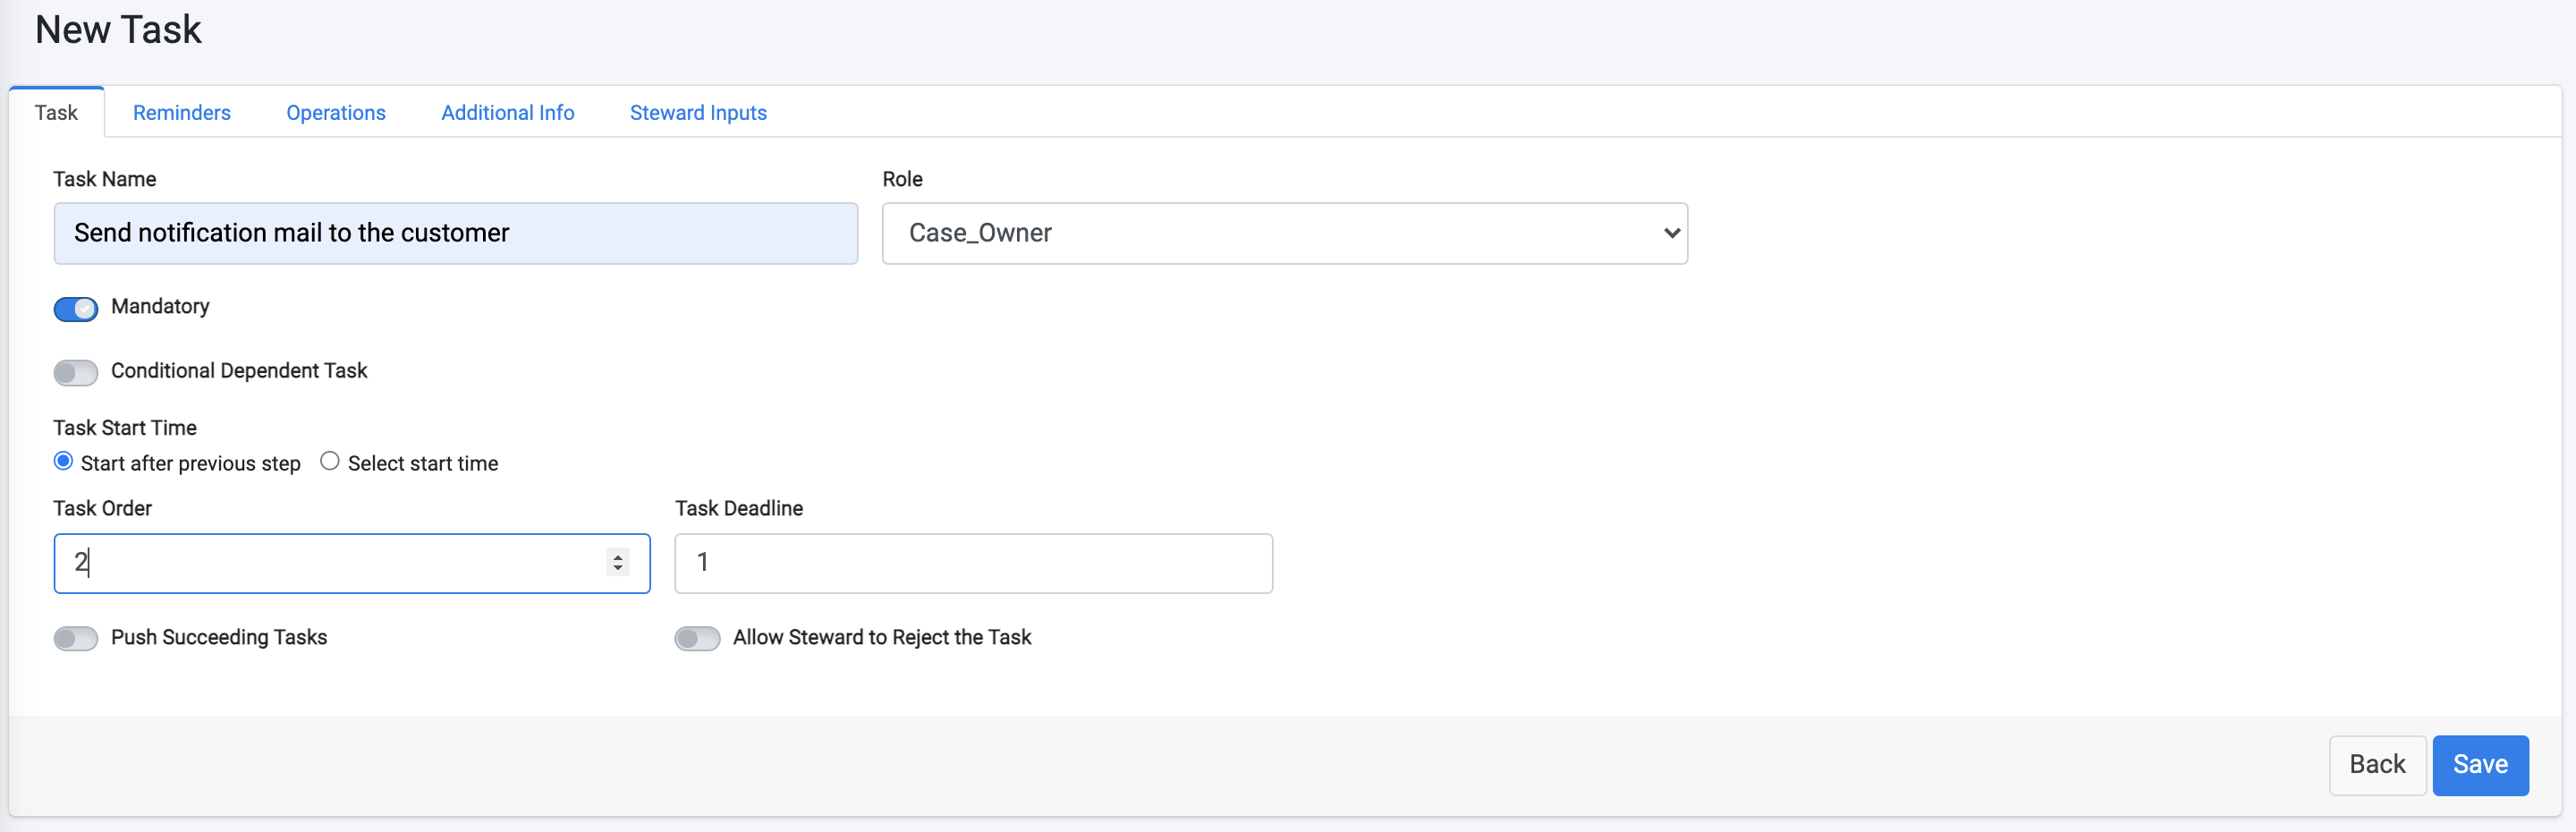 New Task
Task Reminders Operations Additional Info Steward Inputs
Task Name Role
Send notification mail to the customer Case_Owner
Mandatory
Conditional Dependent Task
Task Start Time
Start after previous step Select start time
Task Order Task Deadline
2 1
Push Succeeding Tasks Allow Steward to Reject the Task
Back Save